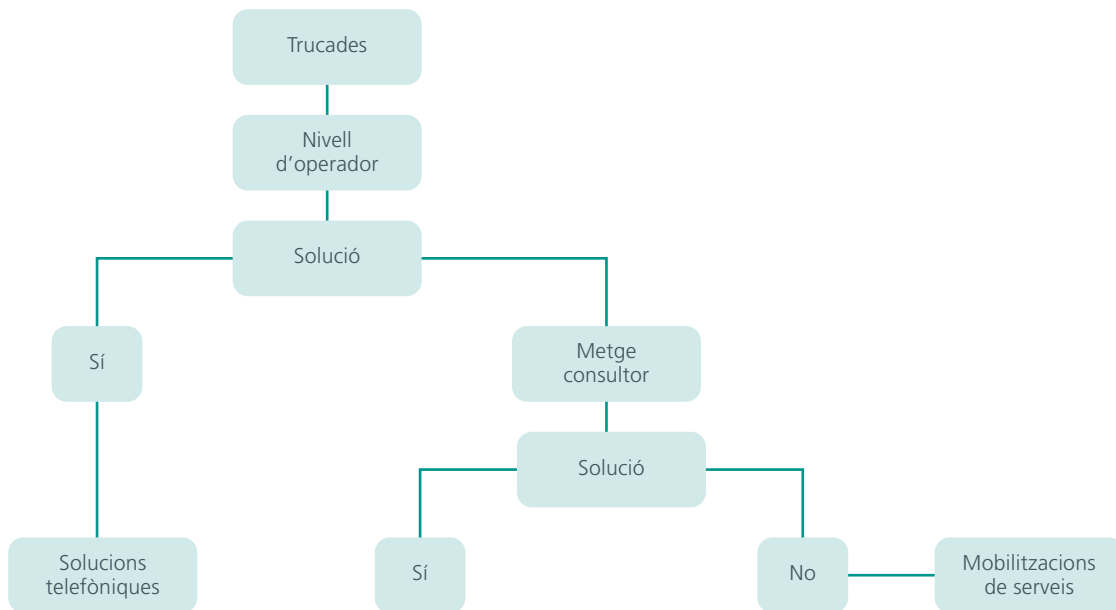 Trucades
Nivell
d’operador
Solució
Sí
Metge
consultor
Solució
Solucions
telefòniques
Sí
No
Mobilitzacions
de serveis